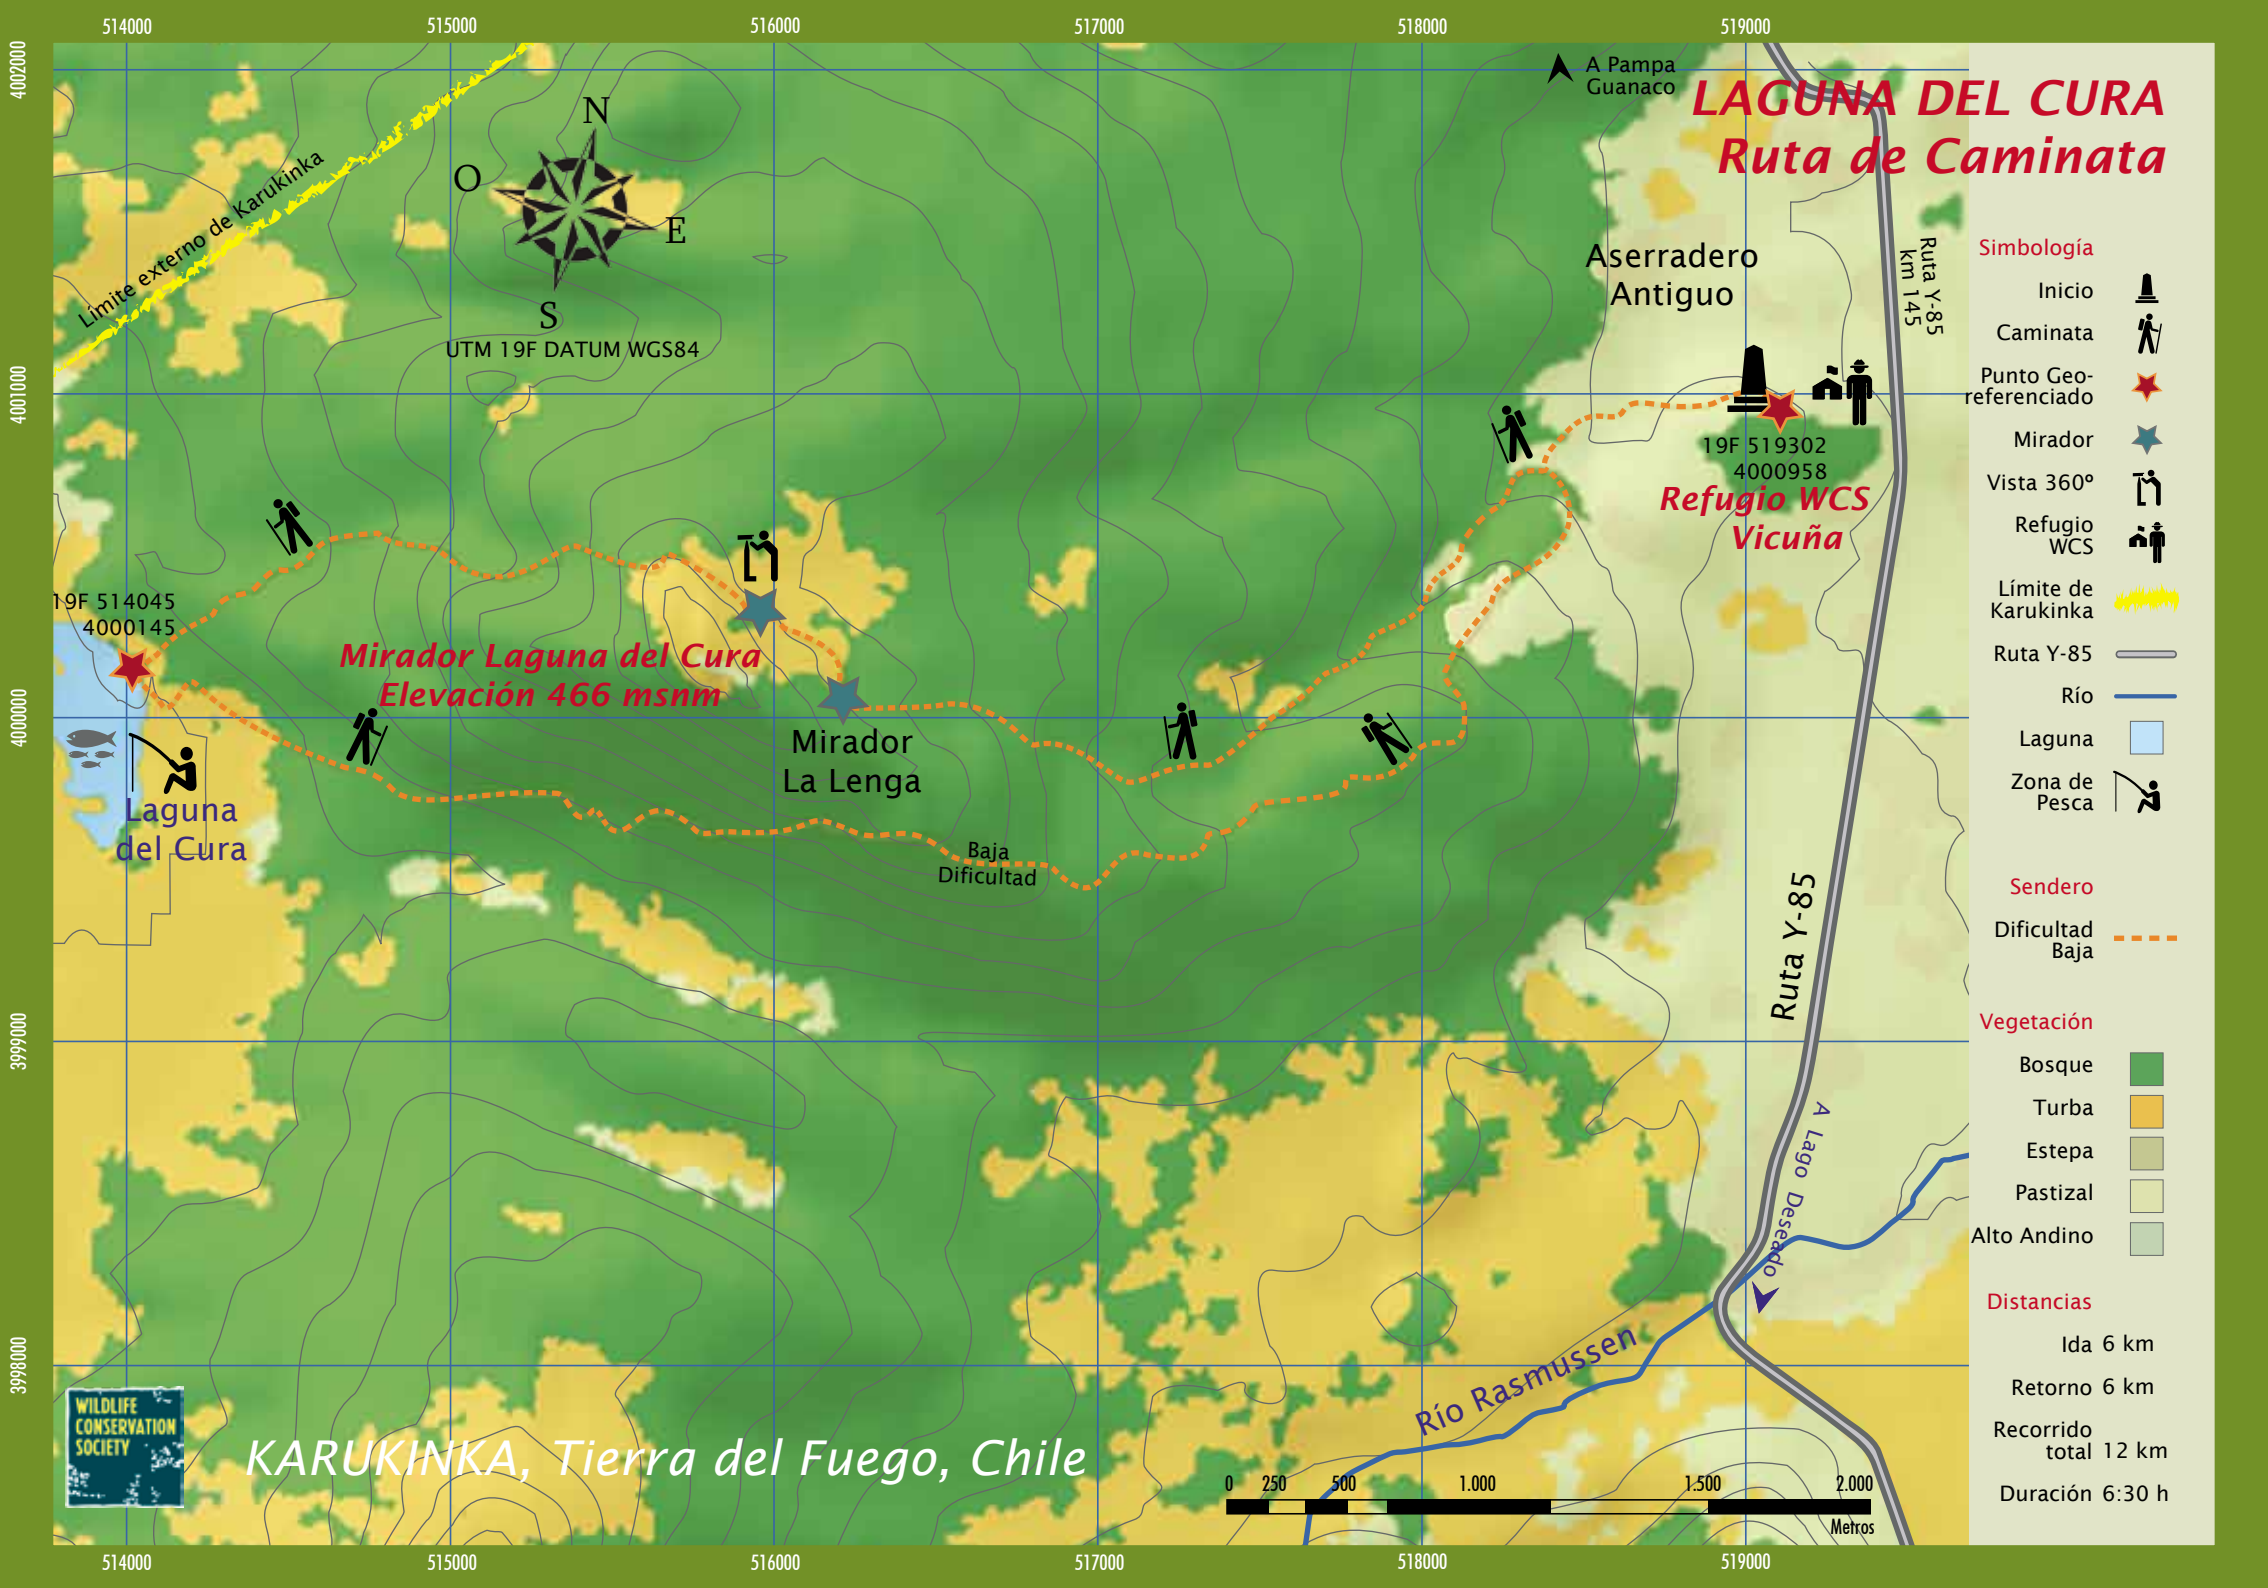 514000
515000
516000
517000
518000
519000
4002000
4001000
4000000
3999000
3998000
LAGUNA DEL CURA
Ruta de Caminata
A Pampa
Guanaco
N
O
E
S
UTM 19F DATUM WGS84
Límite externo de Karukinka
Aserradero
Antiguo
Ruta Y-85
km 145
19F 519302
4000958
Refugio WCS
Vicuña
19F 514045
4000145
Mirador Laguna del Cura
Elevación 466 msnm
Mirador
La Lenga
Laguna
del Cura
Baja
Dificultad
Ruta Y-85
A Lago Deseado
Río Rasmussen
WILDLIFE
CONSERVATION
SOCIETY
KARUKINKA, Tierra del Fuego, Chile
0 250 500 1.000 1.500 2.000
Metros
514000
515000
516000
517000
518000
519000
Simbología
Inicio
Caminata
Punto Geo-
referenciado
Mirador
Vista 360º
Refugio
WCS
Límite de
Karukinka
Ruta Y-85
Río
Laguna
Zona de
Pesca
Sendero
Dificultad
Baja
Vegetación
Bosque
Turba
Estepa
Pastizal
Alto Andino
Distancias
Ida 6 km
Retorno 6 km
Recorrido
total 12 km
Duración 6:30 h